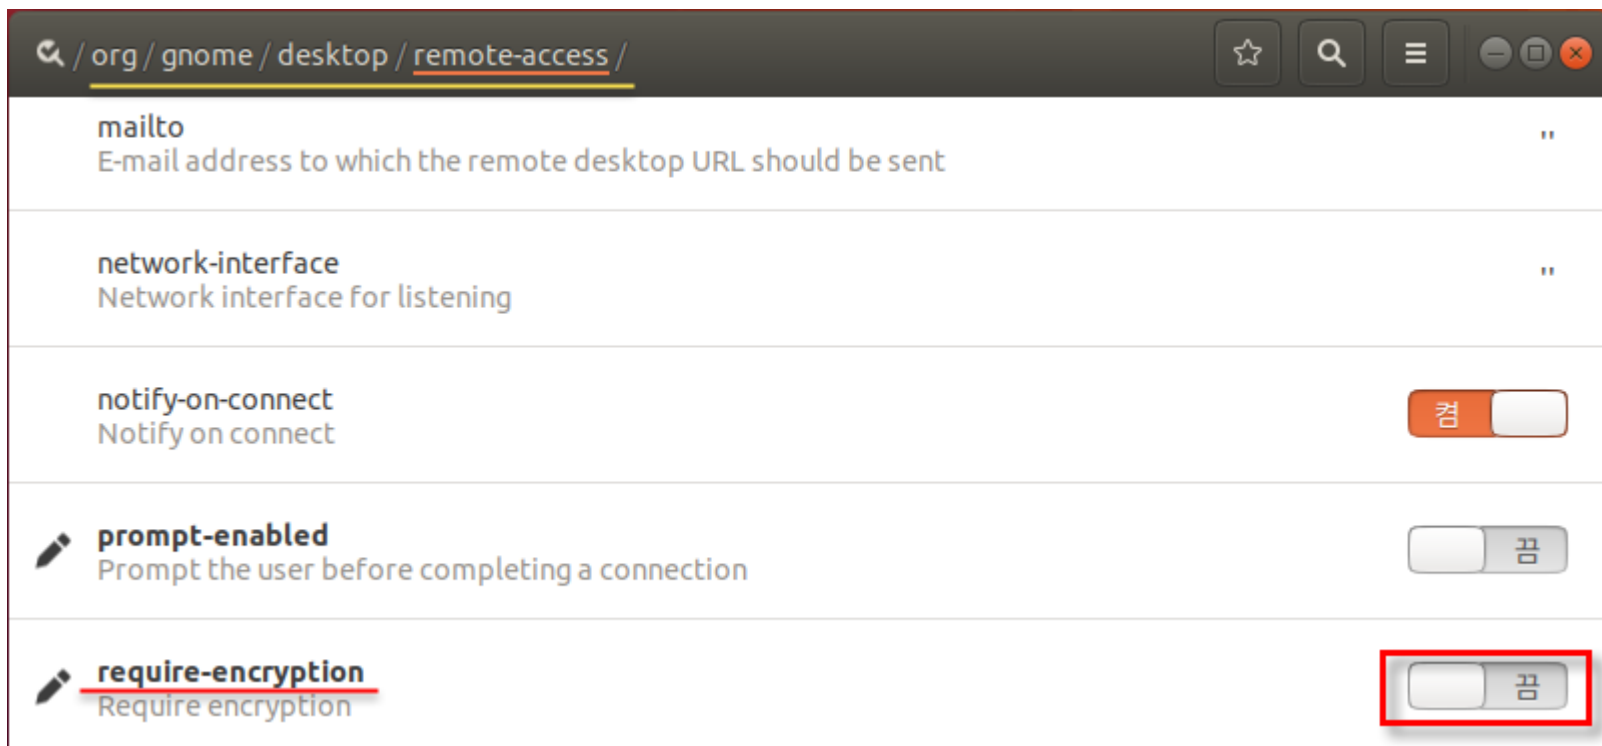 / org / gnome / desktop / remote-access /
mailto
''
E-mail address to which the remote desktop URL should be sent
network-interface
''
Network interface for listening
notify-on-connect
켬
Notify on connect
prompt-enabled
끔
Prompt the user before completing a connection
require-encryption
끔
Require encryption